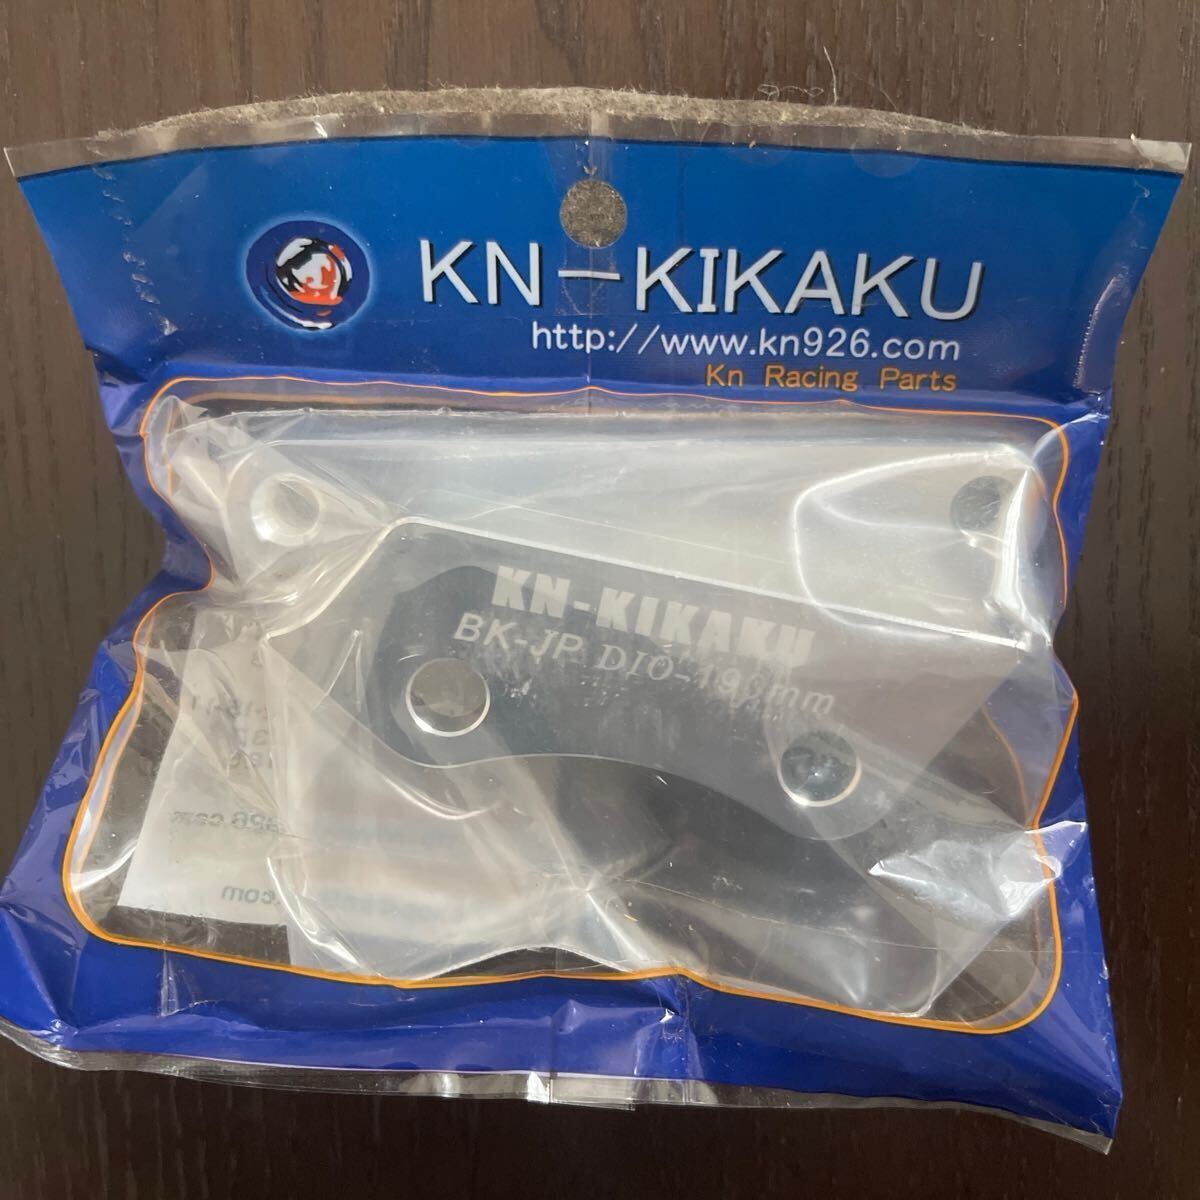 KN-KIKAKU
http://www.kn926.com
Kn Racing Parts
KN-KIKAKU
BK-JP DIO-190mm